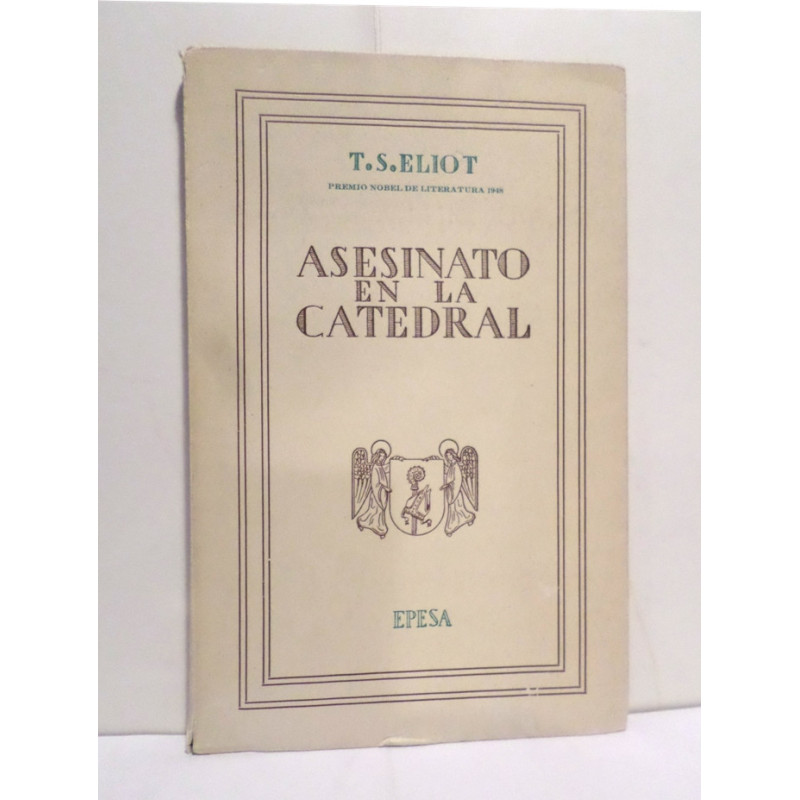 T.S.ELIOT
PREMIO NOBEL DE LITERATURA 1948
ASESINATO
EN LA
CATEDRAL
EPESA